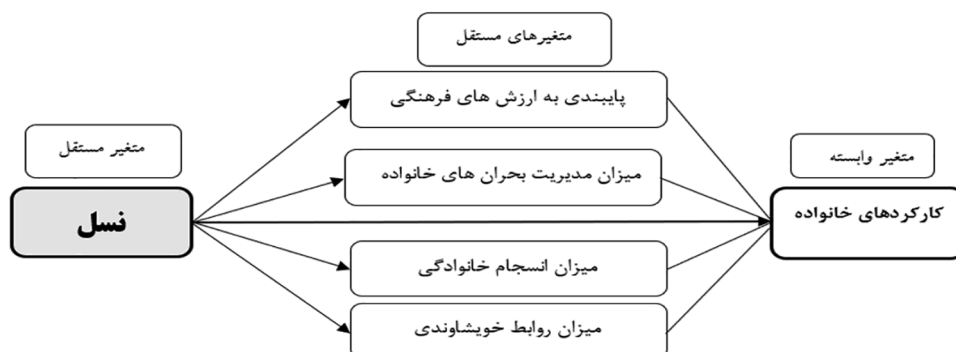 متغیرهای مستقل
پایبندی به ارزش های فرهنگی
متغیر مستقل
متغیر وابسته
میزان مدیریت بحران های خانواده
نسل
کارکردهای خانواده
میزان انسجام خانوادگی
میزان روابط خویشاوندی